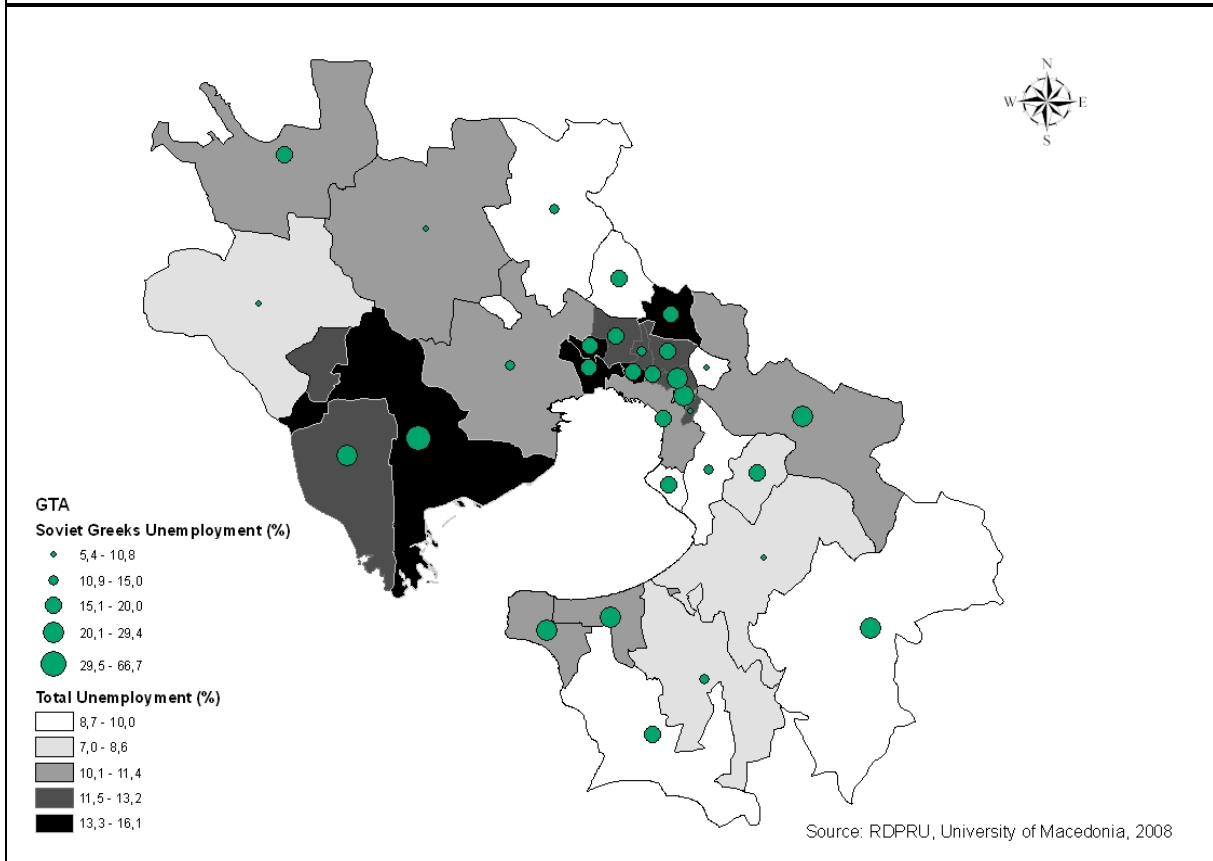 N
W E
S
GTA
Soviet Greeks Unemployment (%)
5,4 - 10,8
10,9 - 15,0
15,1 - 20,0
20,1 - 29,4
29,5 - 66,7
Total Unemployment (%)
8,7 - 10,0
7,0 - 8,6
10,1 - 11,4
11,5 - 13,2
13,3 - 16,1
Source: RDPRU, University of Macedonia, 2008